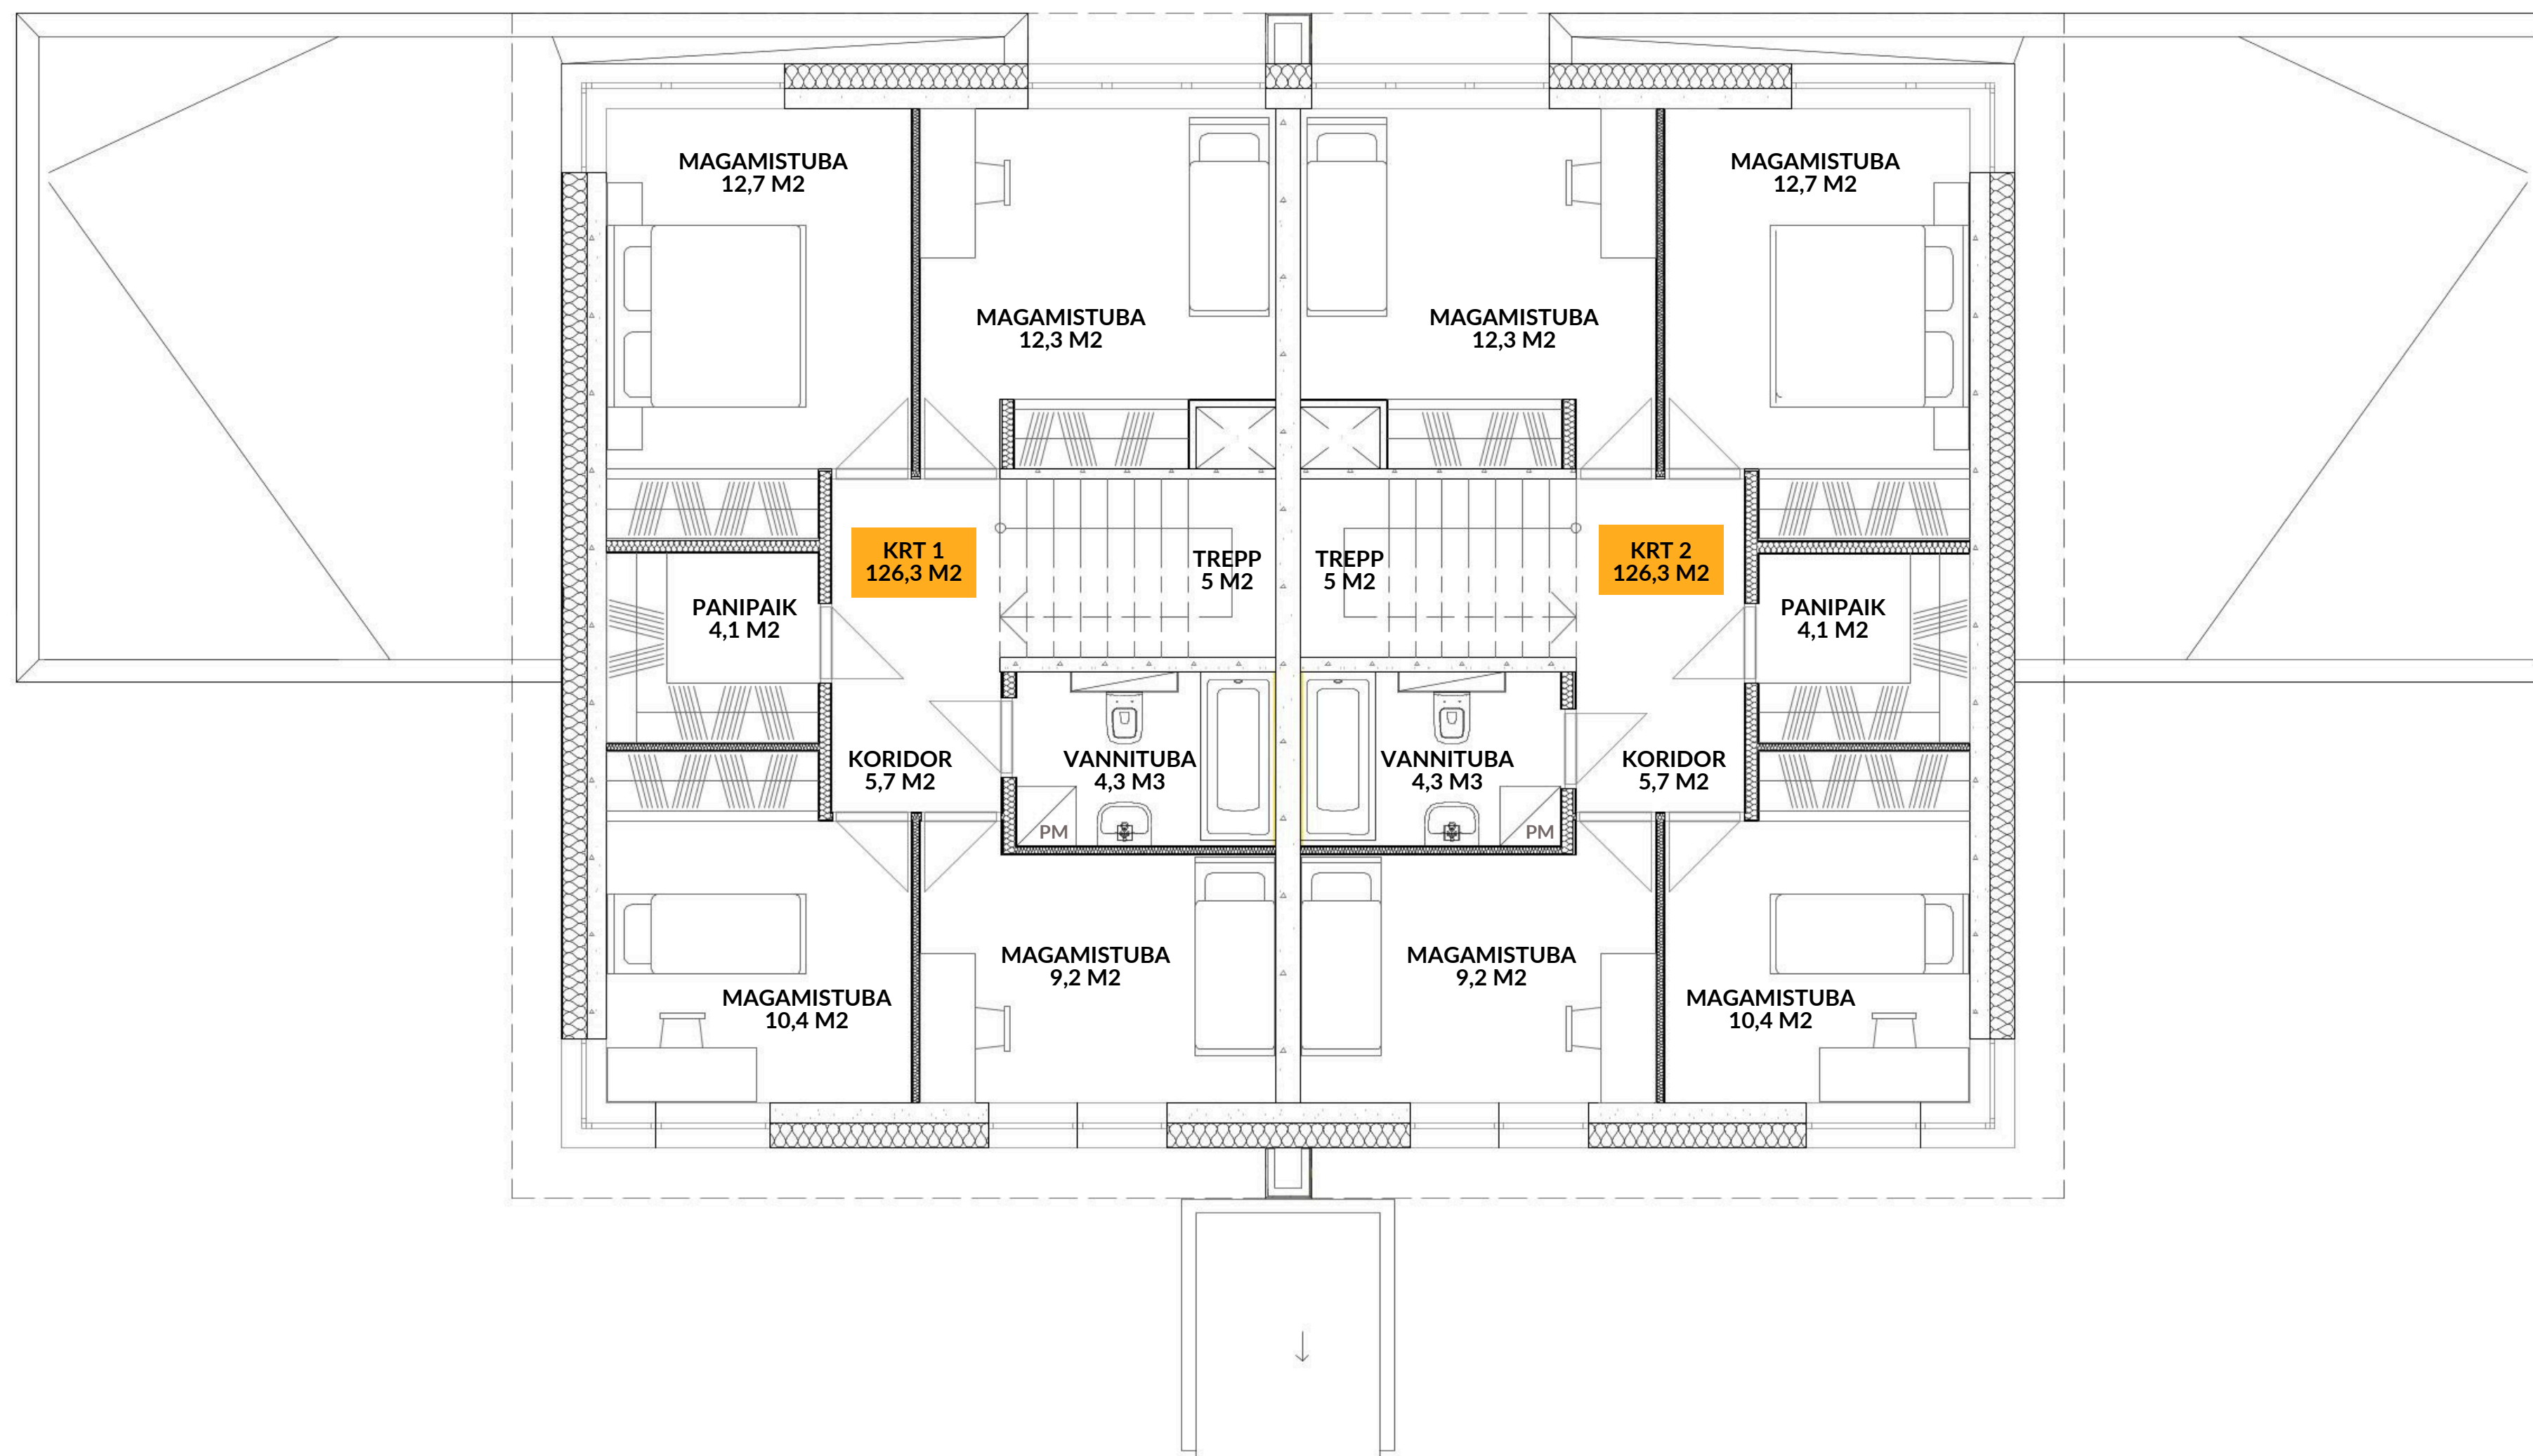 MAGAMISTUBA
12,7 M2
MAGAMISTUBA
12,7 M2
MAGAMISTUBA
12,3 M2
MAGAMISTUBA
12,3 M2
KRT 1
126,3 M2
TREPP
5 M2
TREPP
5 M2
KRT 2
126,3 M2
PANIPAIK
4,1 M2
PANIPAIK
4,1 M2
KORIDOR
5,7 M2
VANNITUBA
4,3 M3
VANNITUBA
4,3 M3
KORIDOR
5,7 M2
PM
PM
MAGAMISTUBA
9,2 M2
MAGAMISTUBA
9,2 M2
MAGAMISTUBA
10,4 M2
MAGAMISTUBA
10,4 M2